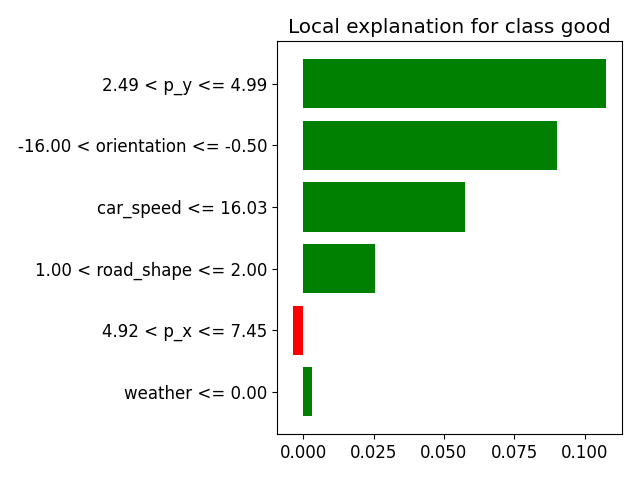 Local explanation for class good
2.49 < p_y <= 4.99
-16.00 < orientation <= -0.50
car_speed <= 16.03
1.00 < road_shape <= 2.00
4.92 < p_x <= 7.45
weather <= 0.00
0.000 0.025 0.050 0.075 0.100